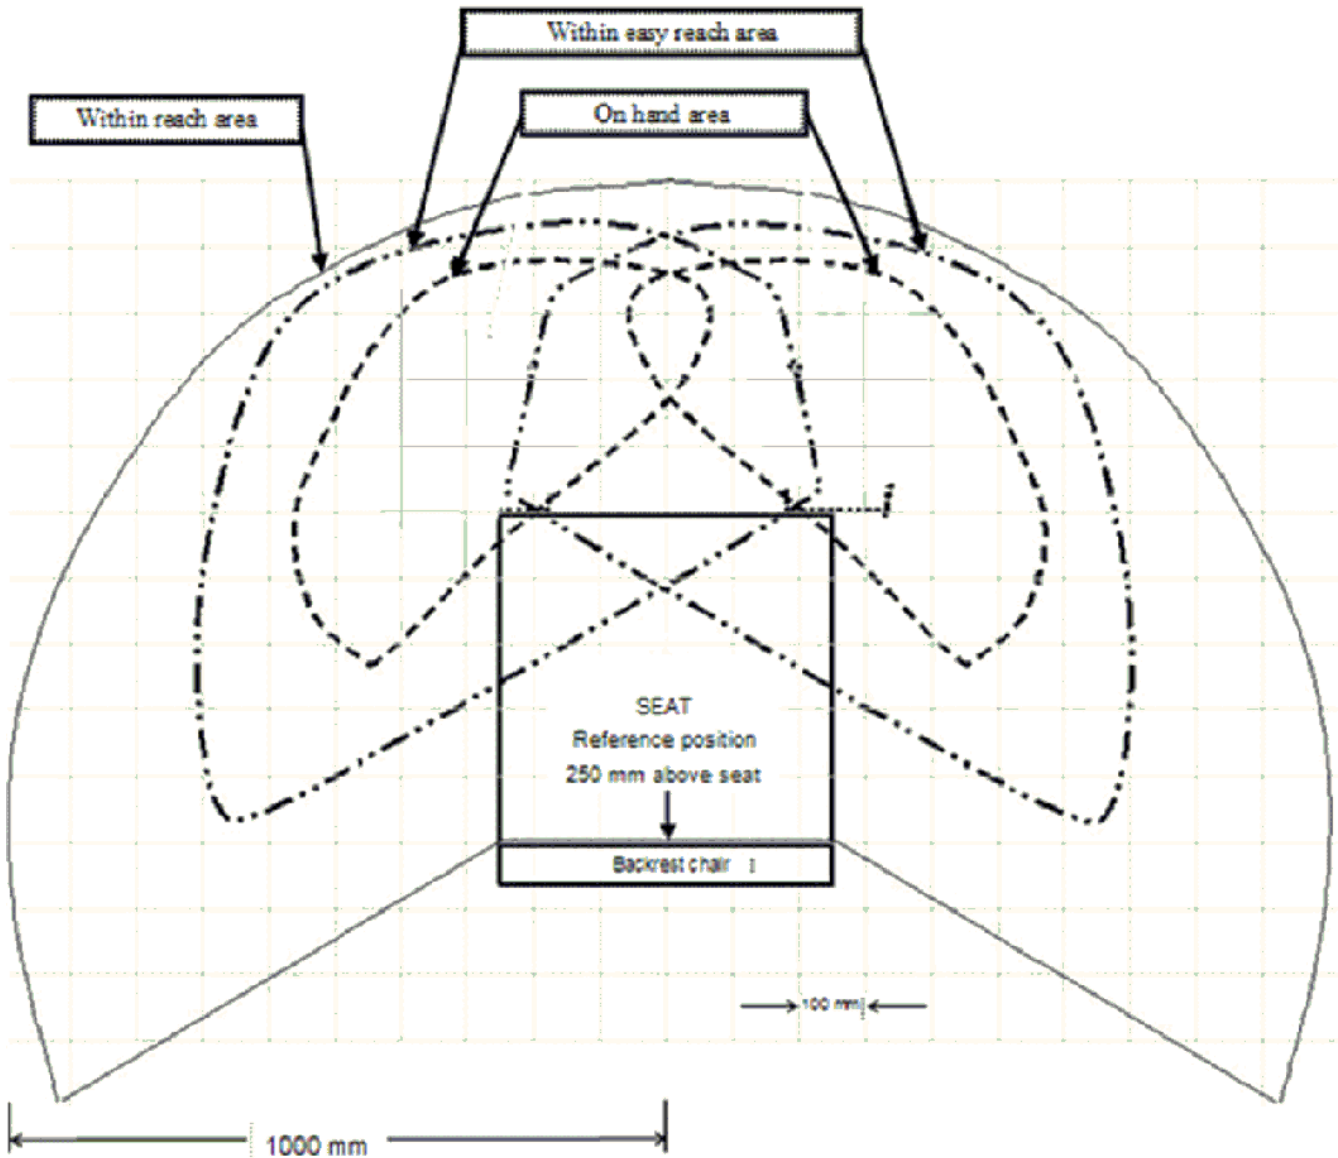 Within easy reach area
Within reach area
On hand area
SEAT
Reference position
250 mm above seat
Backrest chair
100 mm
1000 mm